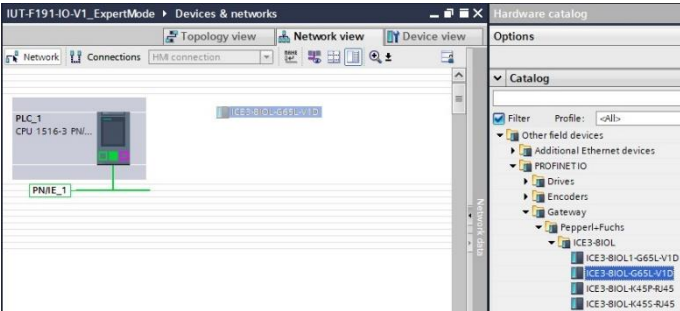 IUT-F191-IO-V1_ExpertMode ▸ Devices & networks
Topology view
Network view
Device view
Network
Connections
HMI connection
PLC_1
CPU 1516-3 PN/...
PN/IE_1
ICE3-8IOL-G65L-V1D
Network data
Hardware catalog
Options
Catalog
Filter
Profile:
<All>
Other field devices
Additional Ethernet devices
PROFINET IO
Drives
Encoders
Gateway
Pepperl+Fuchs
ICE3-8IOL
ICE3-8IOL1-G65L-V1D
ICE3-8IOL-G65L-V1D
ICE3-8IOL-K45P-RJ45
ICE3-8IOL-K45S-RJ45